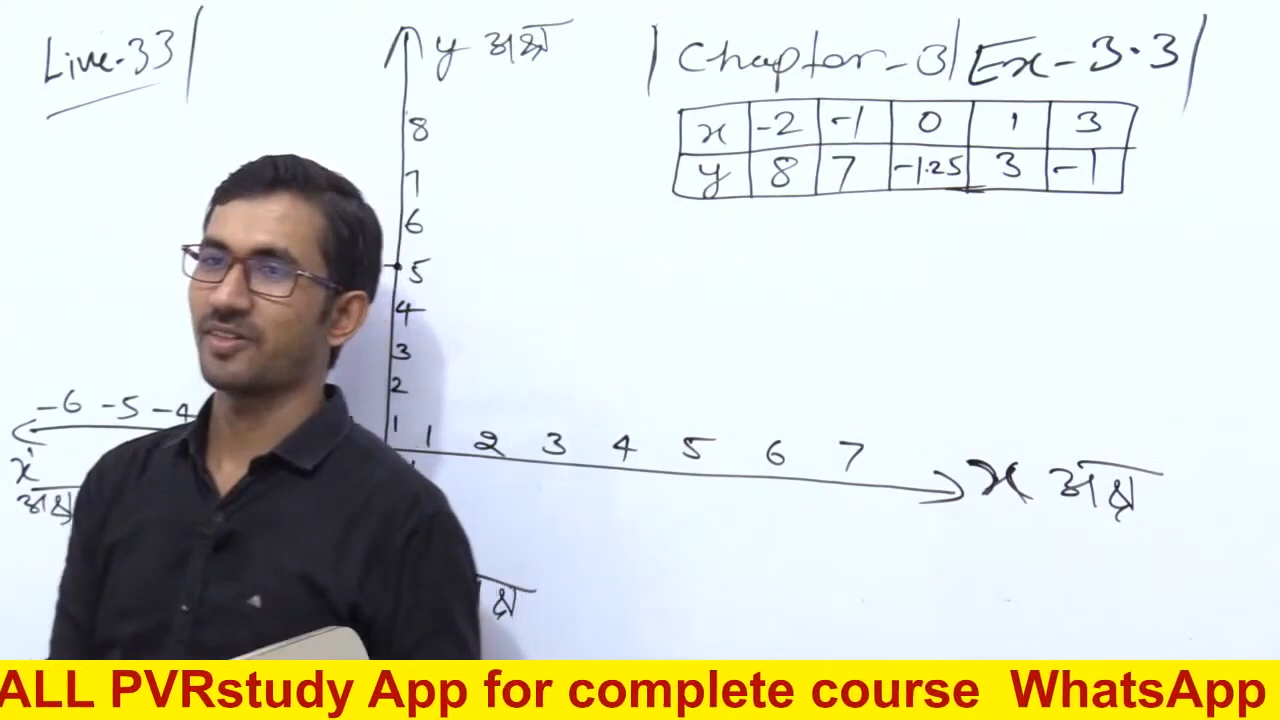 Live-33
y अक्ष
Chapter-3 Ex-3.3
x -2 -1 0 1 3
y 8 7 -1.25 3 -1
8
7
6
5
4
3
2
1
-6 -5 -4
1 2 3 4 5 6 7
x' अक्ष
x अक्ष
ALL PVRstudy App for complete course WhatsApp